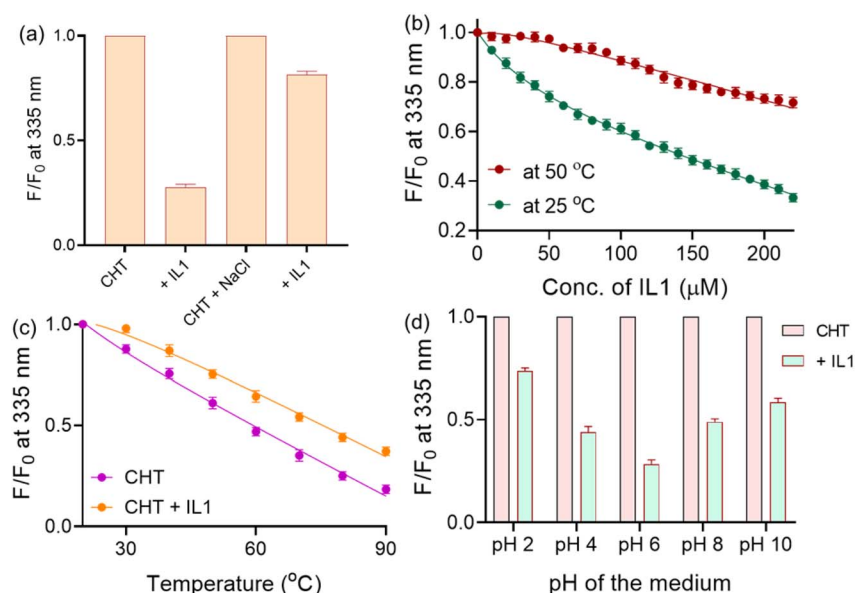 (a)
F/F₀ at 335 nm
1.0
0.5
0.0
CHT
+ IL1
CHT + NaCl
+ IL1
(b)
F/F₀ at 335 nm
1.0
0.8
0.6
0.4
0.2
at 50 °C
at 25 °C
0
50
100
150
200
Conc. of IL1 (μM)
(c)
F/F₀ at 335 nm
1.0
0.5
0.0
CHT
CHT + IL1
30
60
90
Temperature (°C)
(d)
F/F₀ at 335 nm
1.0
0.5
0.0
CHT
+ IL1
pH 2
pH 4
pH 6
pH 8
pH 10
pH of the medium